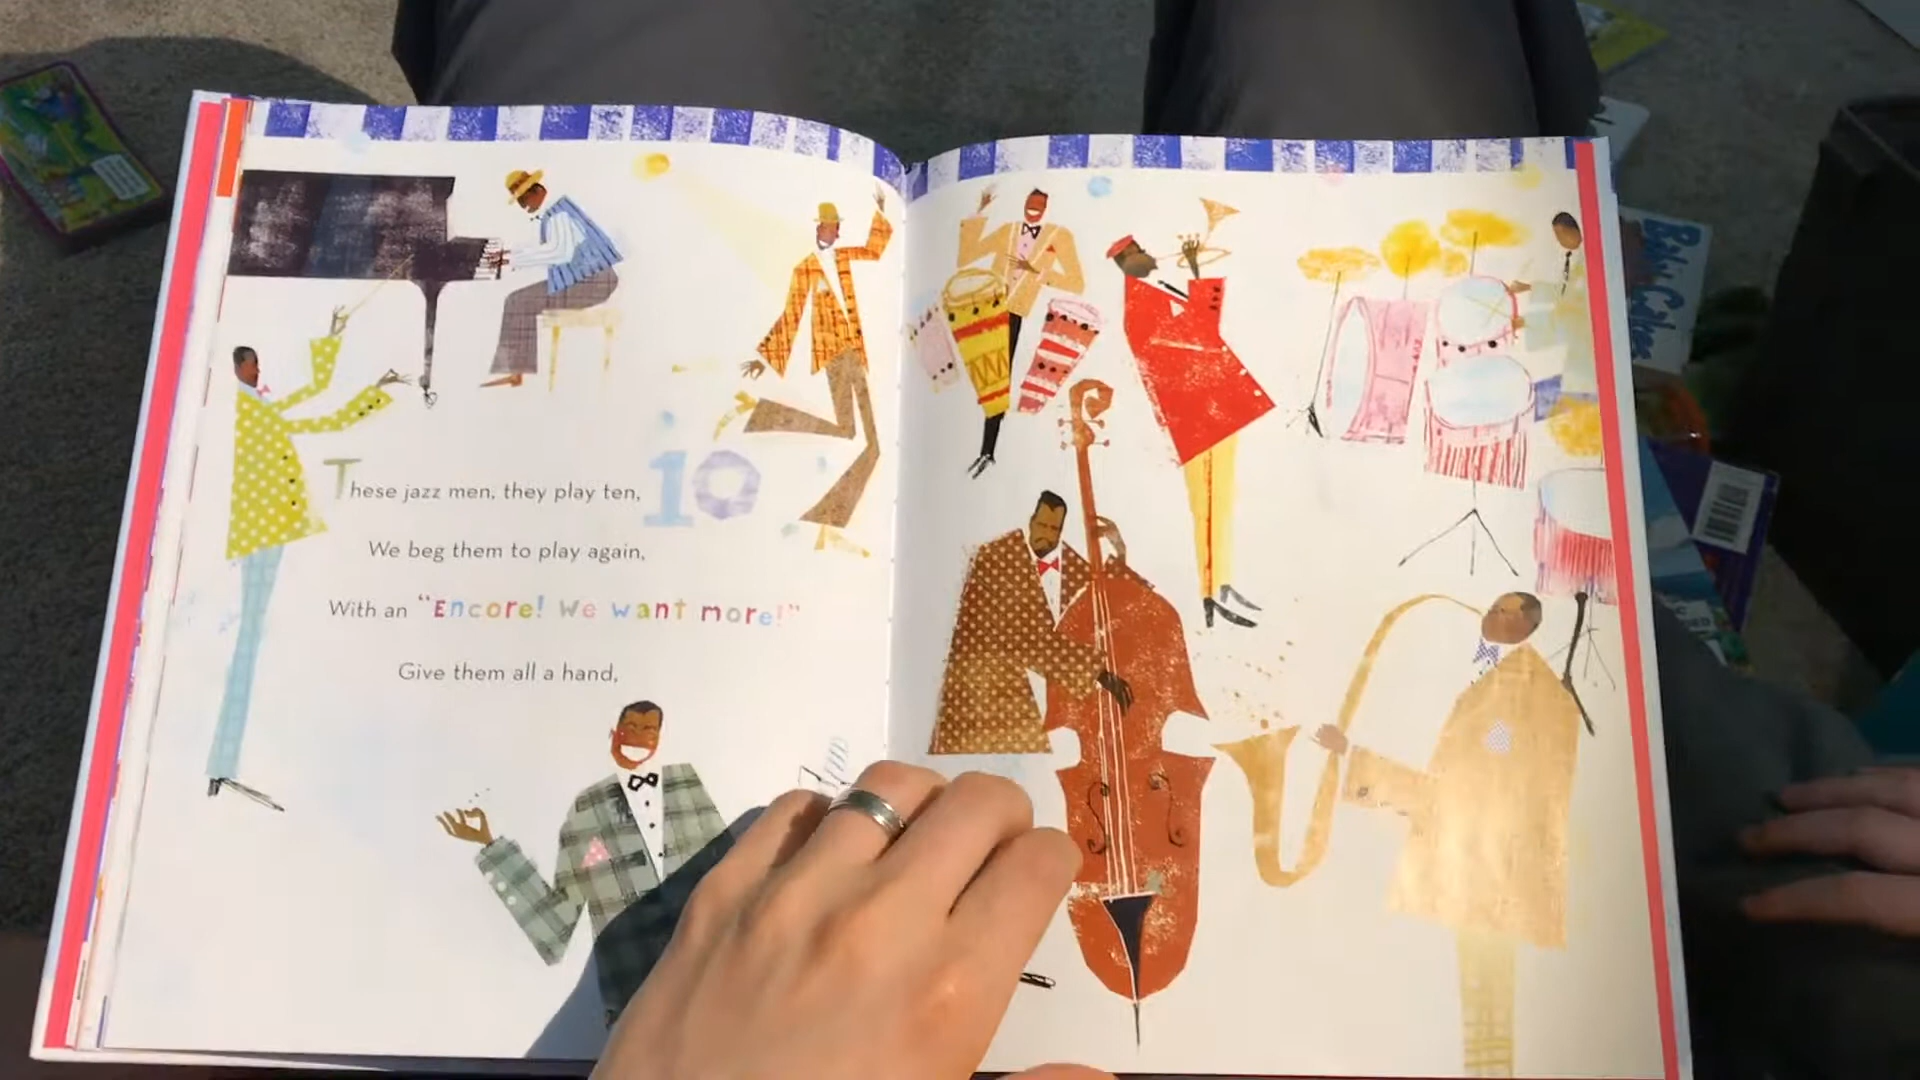 These jazz men, they play ten, 10
We beg them to play again,
With an "Encore! We want more!"
Give them all a hand,